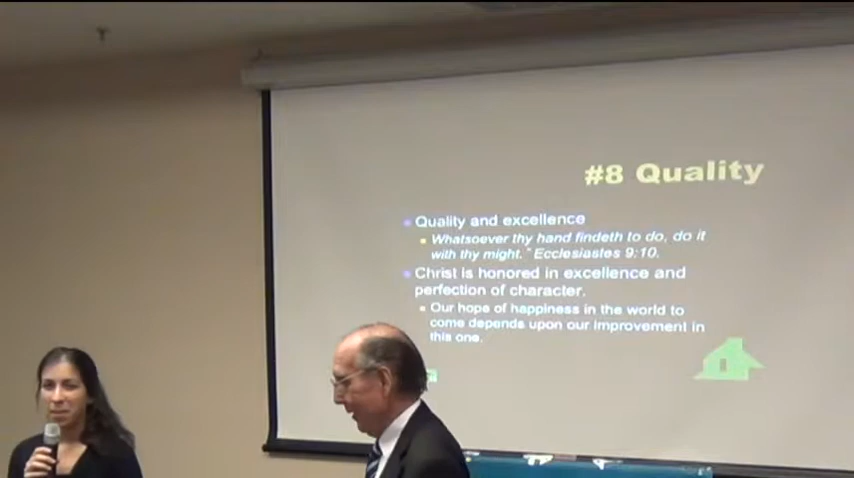 #8 Quality
Quality and excellence
Whatsoever thy hand findeth to do, do it
with thy might." Ecclesiastes 9:10.
Christ is honored in excellence and
perfection of character.
Our hope of happiness in the world to
come depends upon our improvement in
this one.